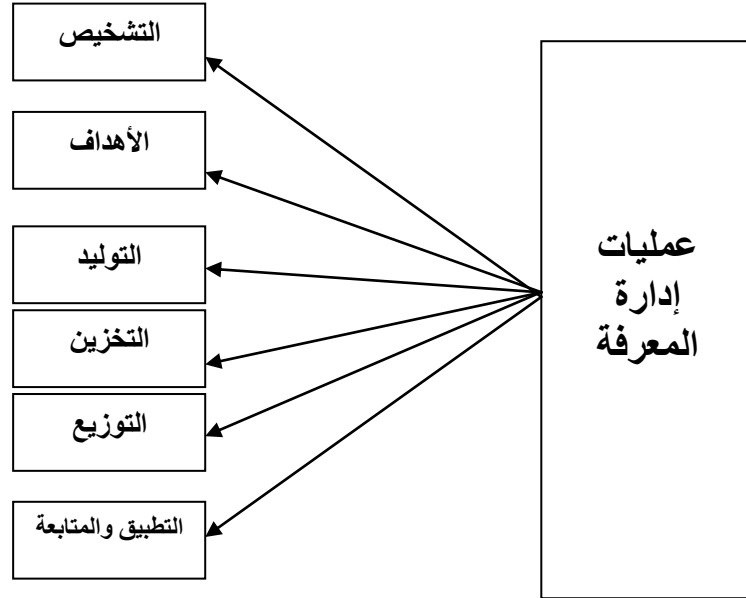 عمليات
إدارة
المعرفة
التشخيص
الأهداف
التوليد
التخزين
التوزيع
التطبيق والمتابعة